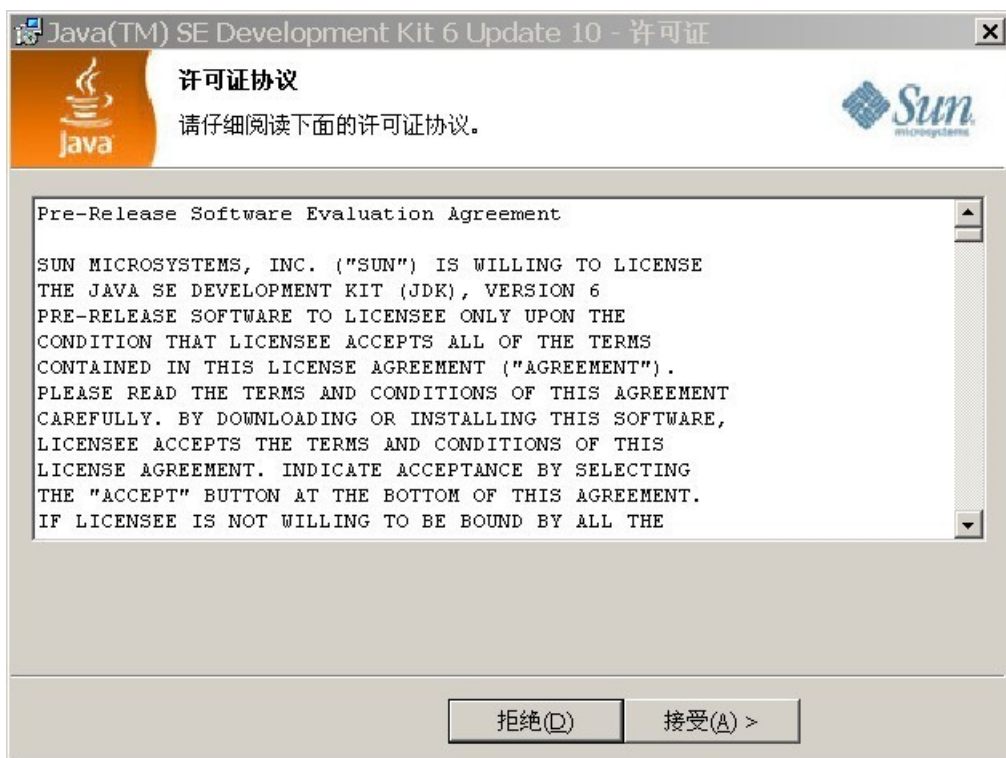 Java(TM) SE Development Kit 6 Update 10 - 许可证
许可证协议
请仔细阅读下面的许可证协议。
Java
Sun
microsystems
Pre-Release Software Evaluation Agreement
SUN MICROSYSTEMS, INC. ("SUN") IS WILLING TO LICENSE
THE JAVA SE DEVELOPMENT KIT (JDK), VERSION 6
PRE-RELEASE SOFTWARE TO LICENSEE ONLY UPON THE
CONDITION THAT LICENSEE ACCEPTS ALL OF THE TERMS
CONTAINED IN THIS LICENSE AGREEMENT ("AGREEMENT").
PLEASE READ THE TERMS AND CONDITIONS OF THIS AGREEMENT
CAREFULLY. BY DOWNLOADING OR INSTALLING THIS SOFTWARE,
LICENSEE ACCEPTS THE TERMS AND CONDITIONS OF THIS
LICENSE AGREEMENT. INDICATE ACCEPTANCE BY SELECTING
THE "ACCEPT" BUTTON AT THE BOTTOM OF THIS AGREEMENT.
IF LICENSEE IS NOT WILLING TO BE BOUND BY ALL THE
拒绝(D)
接受(A) >